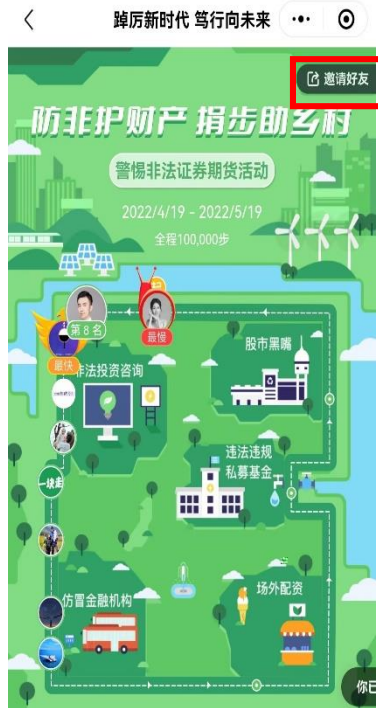 踔厉新时代 笃行向未来
邀请好友
防非护财产 捐步助乡村
警惕非法证券期货活动
2022/4/19 - 2022/5/19
全程100,000步
第8名
最慢
最快
非法投资咨询
股市黑嘴
违法违规
私募基金
一块走
仿冒金融机构
场外配资
你已